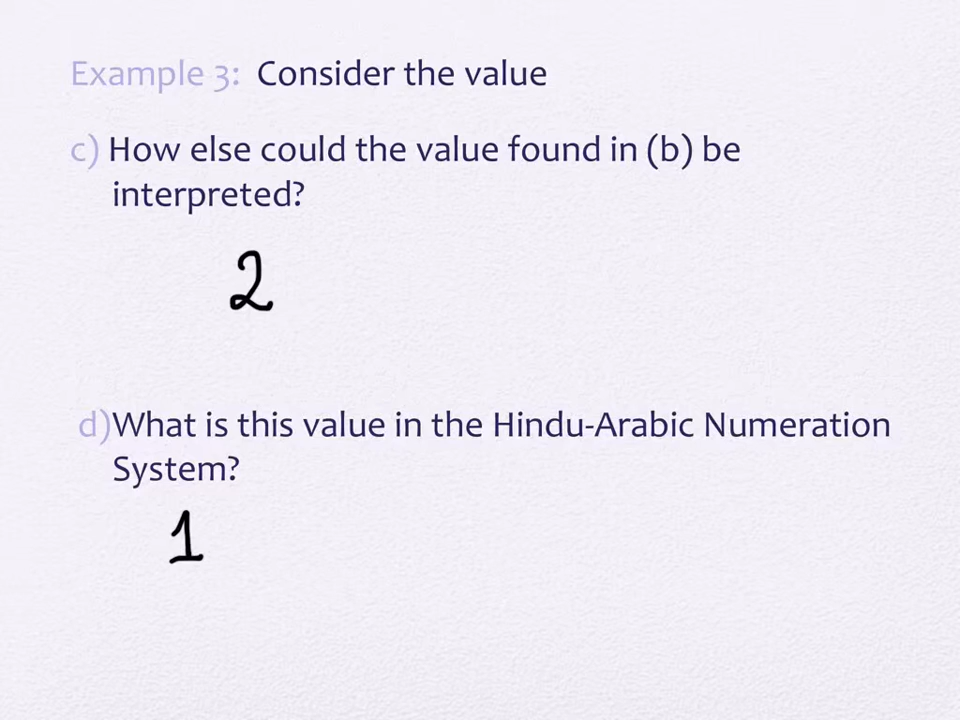 Example 3: Consider the value
c) How else could the value found in (b) be
interpreted?
2
d)What is this value in the Hindu-Arabic Numeration
System?
1